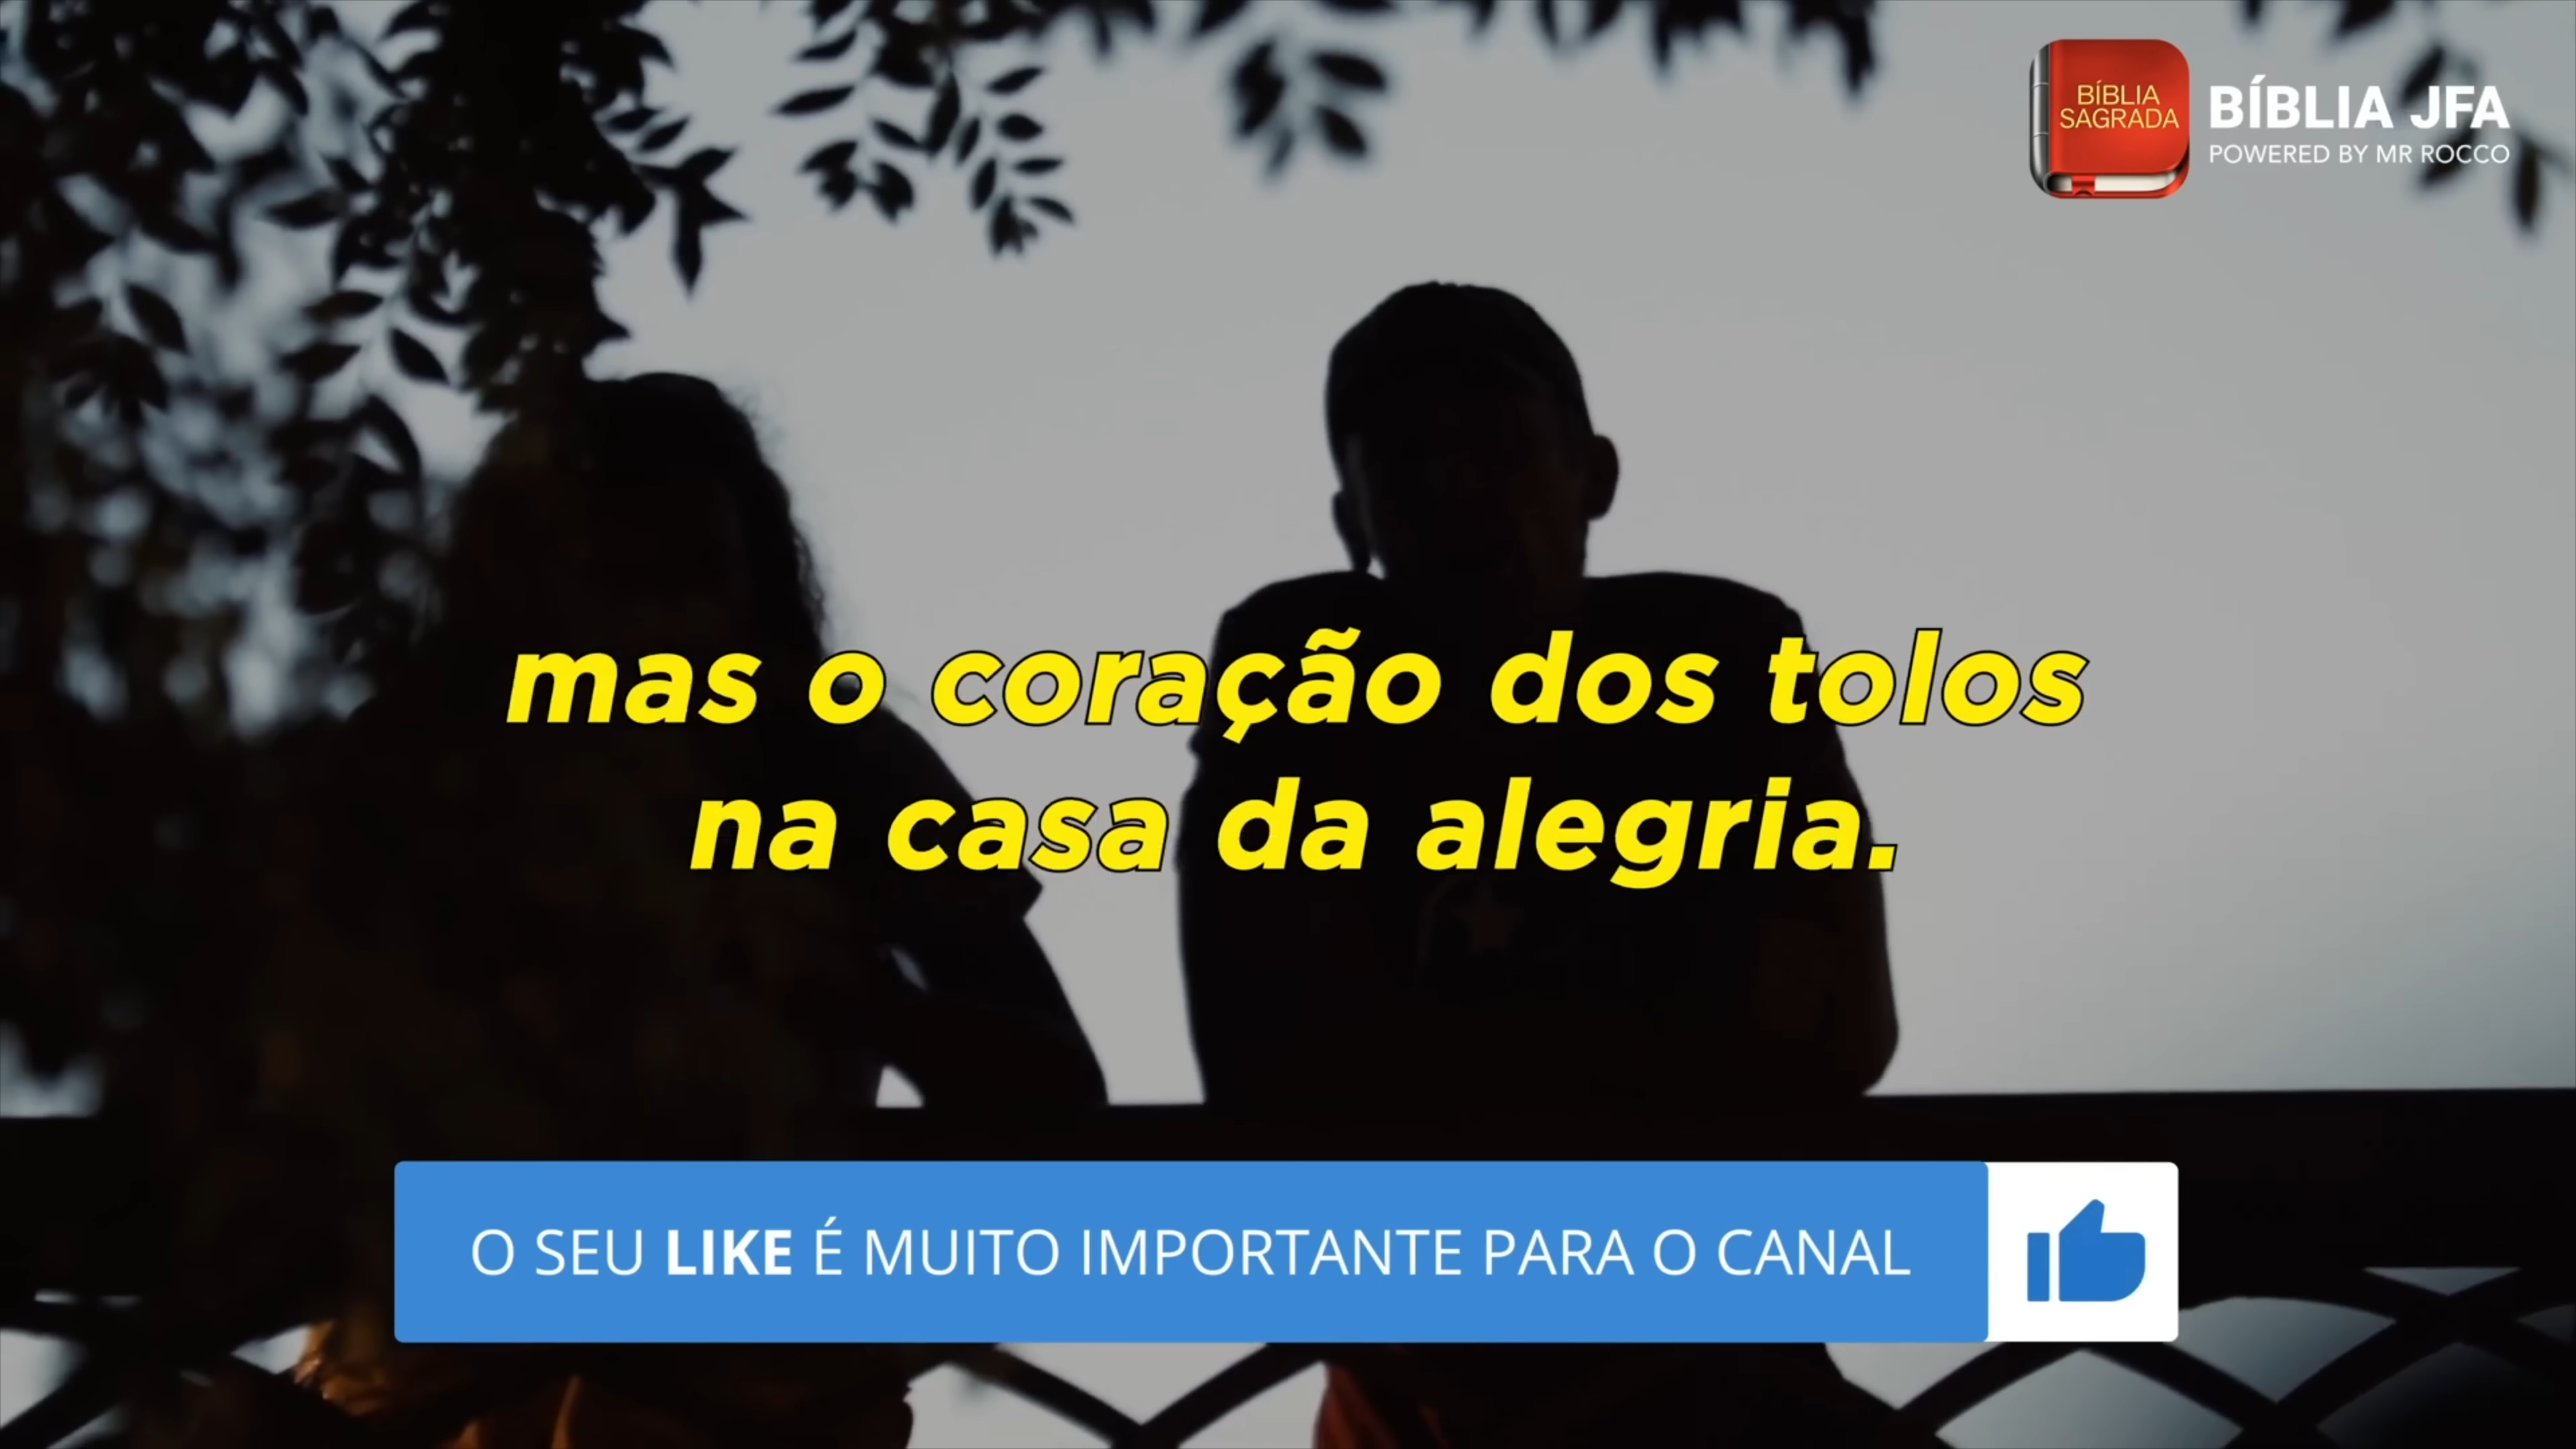 BÍBLIA
SAGRADA
BÍBLIA JFA
POWERED BY MR ROCCO
mas o coração dos tolos
na casa da alegria.
O SEU LIKE É MUITO IMPORTANTE PARA O CANAL